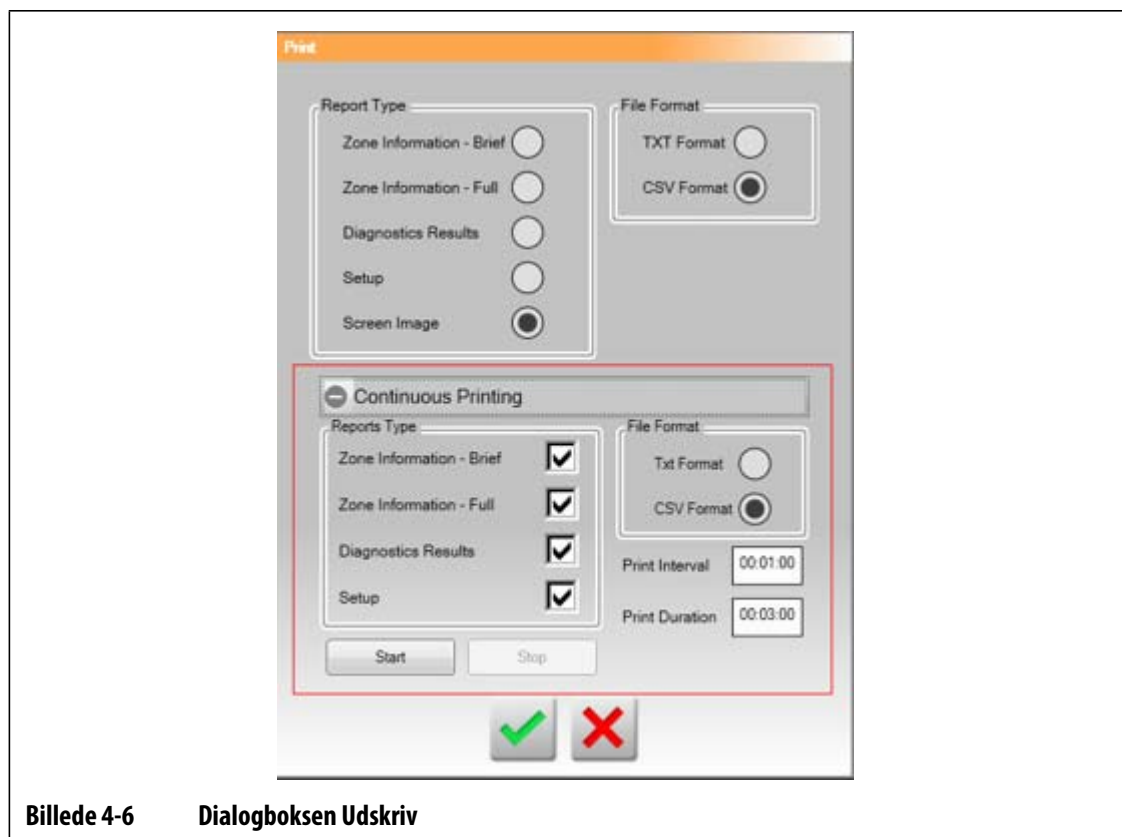 Print
Report Type
Zone Information - Brief
Zone Information - Full
Diagnostics Results
Setup
Screen Image
File Format
TXT Format
CSV Format
Continuous Printing
Reports Type
Zone Information - Brief
Zone Information - Full
Diagnostics Results
Setup
File Format
Txt Format
CSV Format
Print Interval 00:01:00
Print Duration 00:03:00
Start Stop
Billede 4-6 Dialogboksen Udskriv